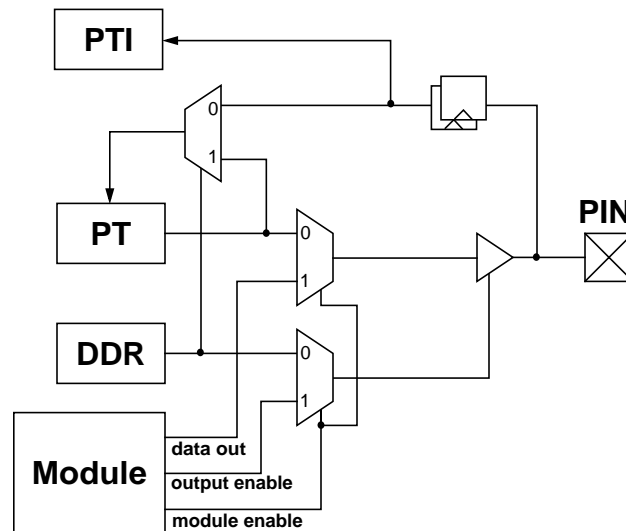 PTI
0
1
PT
PIN
0
1
DDR
0
1
Module
data out
output enable
module enable